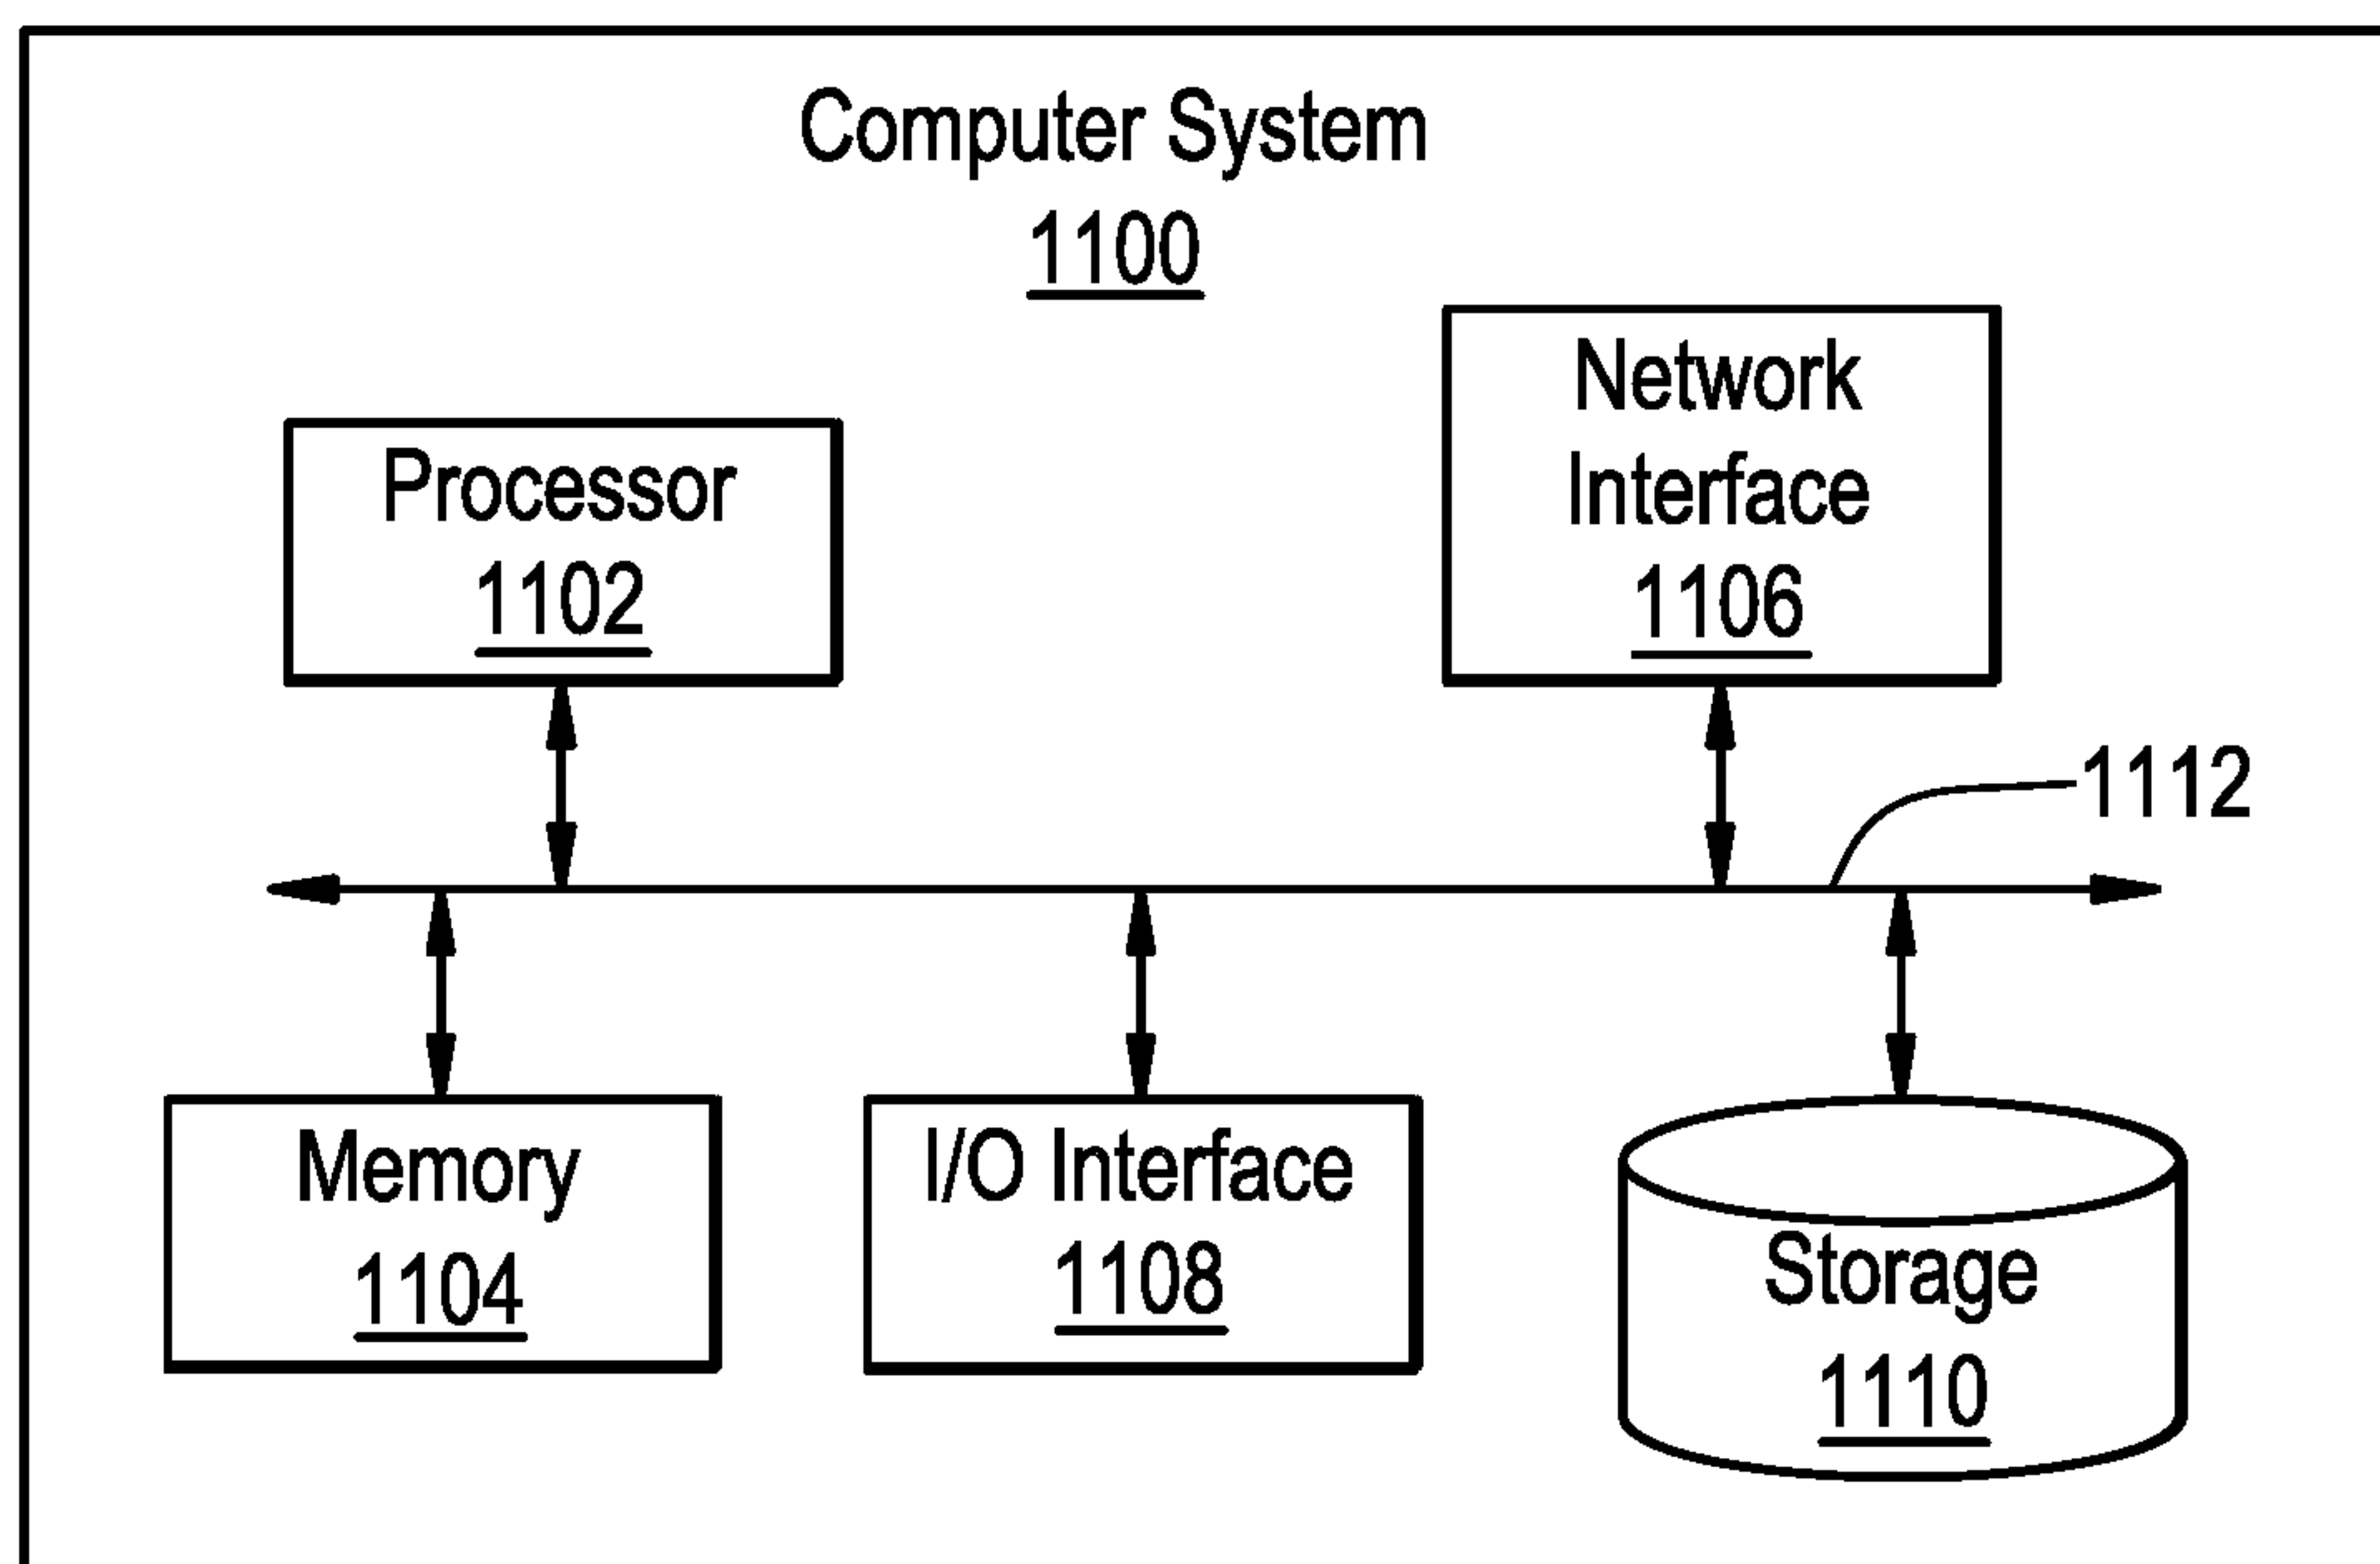 Computer System
1100
Processor
1102
Network
Interface
1106
1112
Memory
1104
I/O Interface
1108
Storage
1110